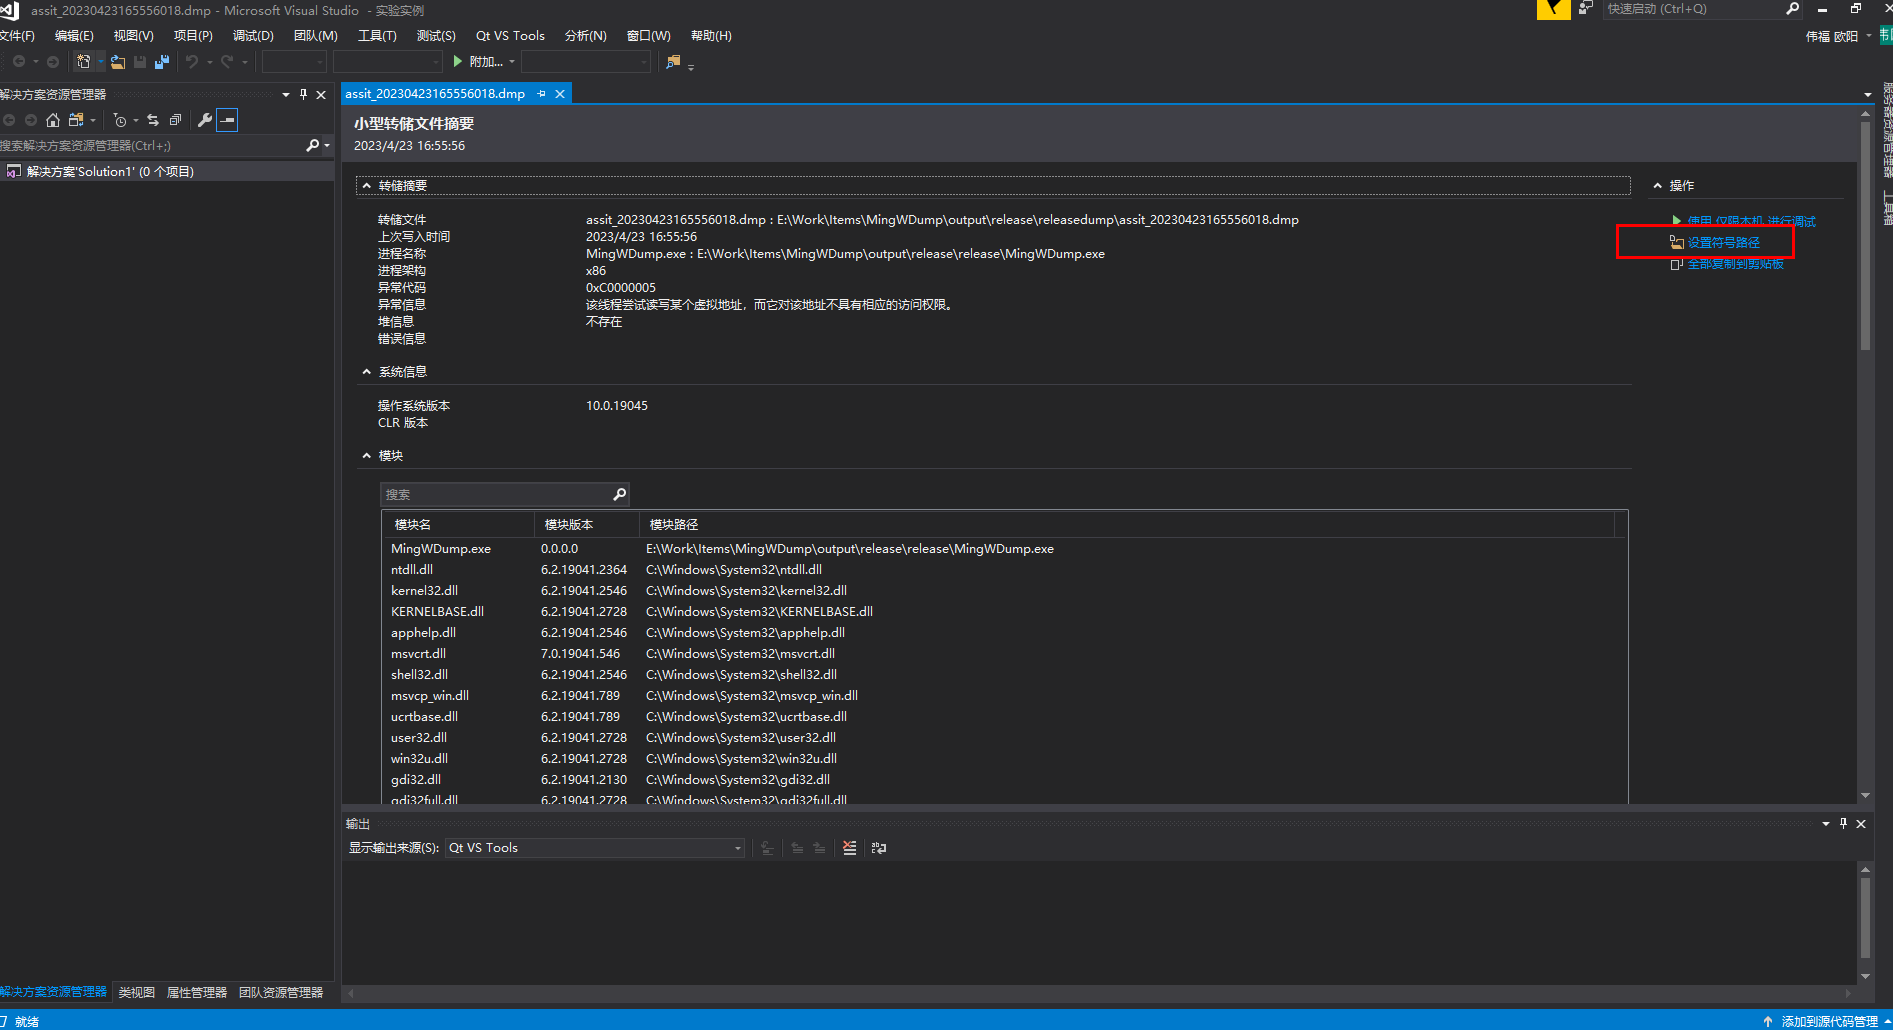 assit_20230423165556018.dmp - Microsoft Visual Studio - 实验实例
快速启动 (Ctrl+Q)
文件(F) 编辑(E) 视图(V) 项目(P) 调试(D) 团队(M) 工具(T) 测试(S) Qt VS Tools 分析(N) 窗口(W) 帮助(H)
伟福 欧阳
附加...
解决方案资源管理器
搜索解决方案资源管理器(Ctrl+;)
解决方案'Solution1' (0 个项目)
assit_20230423165556018.dmp
小型转储文件摘要
2023/4/23 16:55:56
转储摘要
转储文件 assit_20230423165556018.dmp : E:\Work\Items\MingWDump\output\release\releasedump\assit_20230423165556018.dmp
上次写入时间 2023/4/23 16:55:56
进程名称 MingWDump.exe : E:\Work\Items\MingWDump\output\release\release\MingWDump.exe
进程架构 x86
异常代码 0xC0000005
异常信息 该线程尝试读写某个虚拟地址，而它对该地址不具有相应的访问权限。
堆信息 不存在
错误信息
系统信息
操作系统版本 10.0.19045
CLR 版本
模块
搜索
模块名 模块版本 模块路径
MingWDump.exe 0.0.0.0 E:\Work\Items\MingWDump\output\release\release\MingWDump.exe
ntdll.dll 6.2.19041.2364 C:\Windows\System32\ntdll.dll
kernel32.dll 6.2.19041.2546 C:\Windows\System32\kernel32.dll
KERNELBASE.dll 6.2.19041.2728 C:\Windows\System32\KERNELBASE.dll
apphelp.dll 6.2.19041.2546 C:\Windows\System32\apphelp.dll
msvcrt.dll 7.0.19041.546 C:\Windows\System32\msvcrt.dll
shell32.dll 6.2.19041.2546 C:\Windows\System32\shell32.dll
msvcp_win.dll 6.2.19041.789 C:\Windows\System32\msvcp_win.dll
ucrtbase.dll 6.2.19041.789 C:\Windows\System32\ucrtbase.dll
user32.dll 6.2.19041.2728 C:\Windows\System32\user32.dll
win32u.dll 6.2.19041.2728 C:\Windows\System32\win32u.dll
gdi32.dll 6.2.19041.2130 C:\Windows\System32\gdi32.dll
gdi32full.dll 6.2.19041.2728 C:\Windows\System32\gdi32full.dll
操作
使用 仅限本机 进行调试
设置符号路径
全部复制到剪贴板
服务器资源管理器
工具箱
输出
显示输出来源(S): Qt VS Tools
解决方案资源管理器 类视图 属性管理器 团队资源管理器
就绪
添加到源代码管理